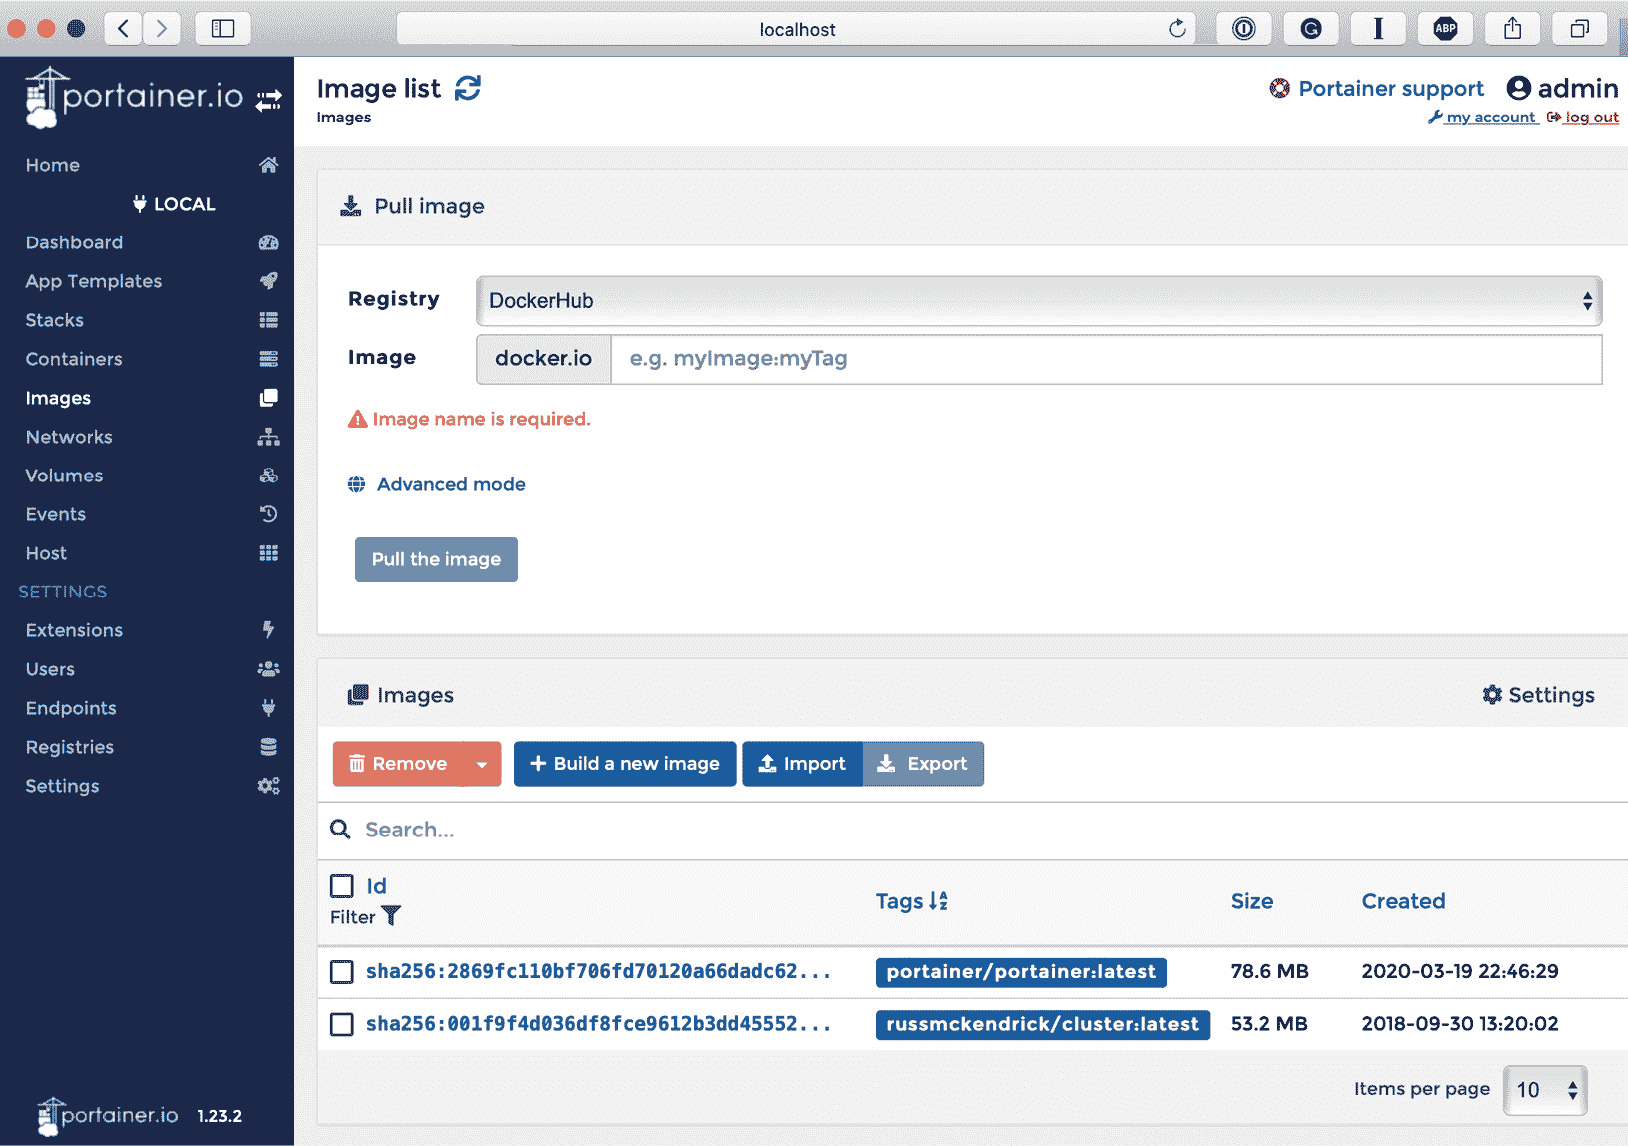 localhost
ABP
portainer.io
Image list
Images
Portainer support
admin
my account
log out
Home
LOCAL
Dashboard
App Templates
Stacks
Containers
Images
Networks
Volumes
Events
Host
SETTINGS
Extensions
Users
Endpoints
Registries
Settings
portainer.io 1.23.2
Pull image
Registry DockerHub
Image docker.io e.g. myImage:myTag
Image name is required.
Advanced mode
Pull the image
Images
Settings
Remove + Build a new image Import Export
Search...
Id Tags Size Created
Filter
sha256:2869fc110bf706fd70120a66dadc62... portainer/portainer:latest 78.6 MB 2020-03-19 22:46:29
sha256:001f9f4d036df8fce9612b3dd45552... russmckendrick/cluster:latest 53.2 MB 2018-09-30 13:20:02
Items per page 10